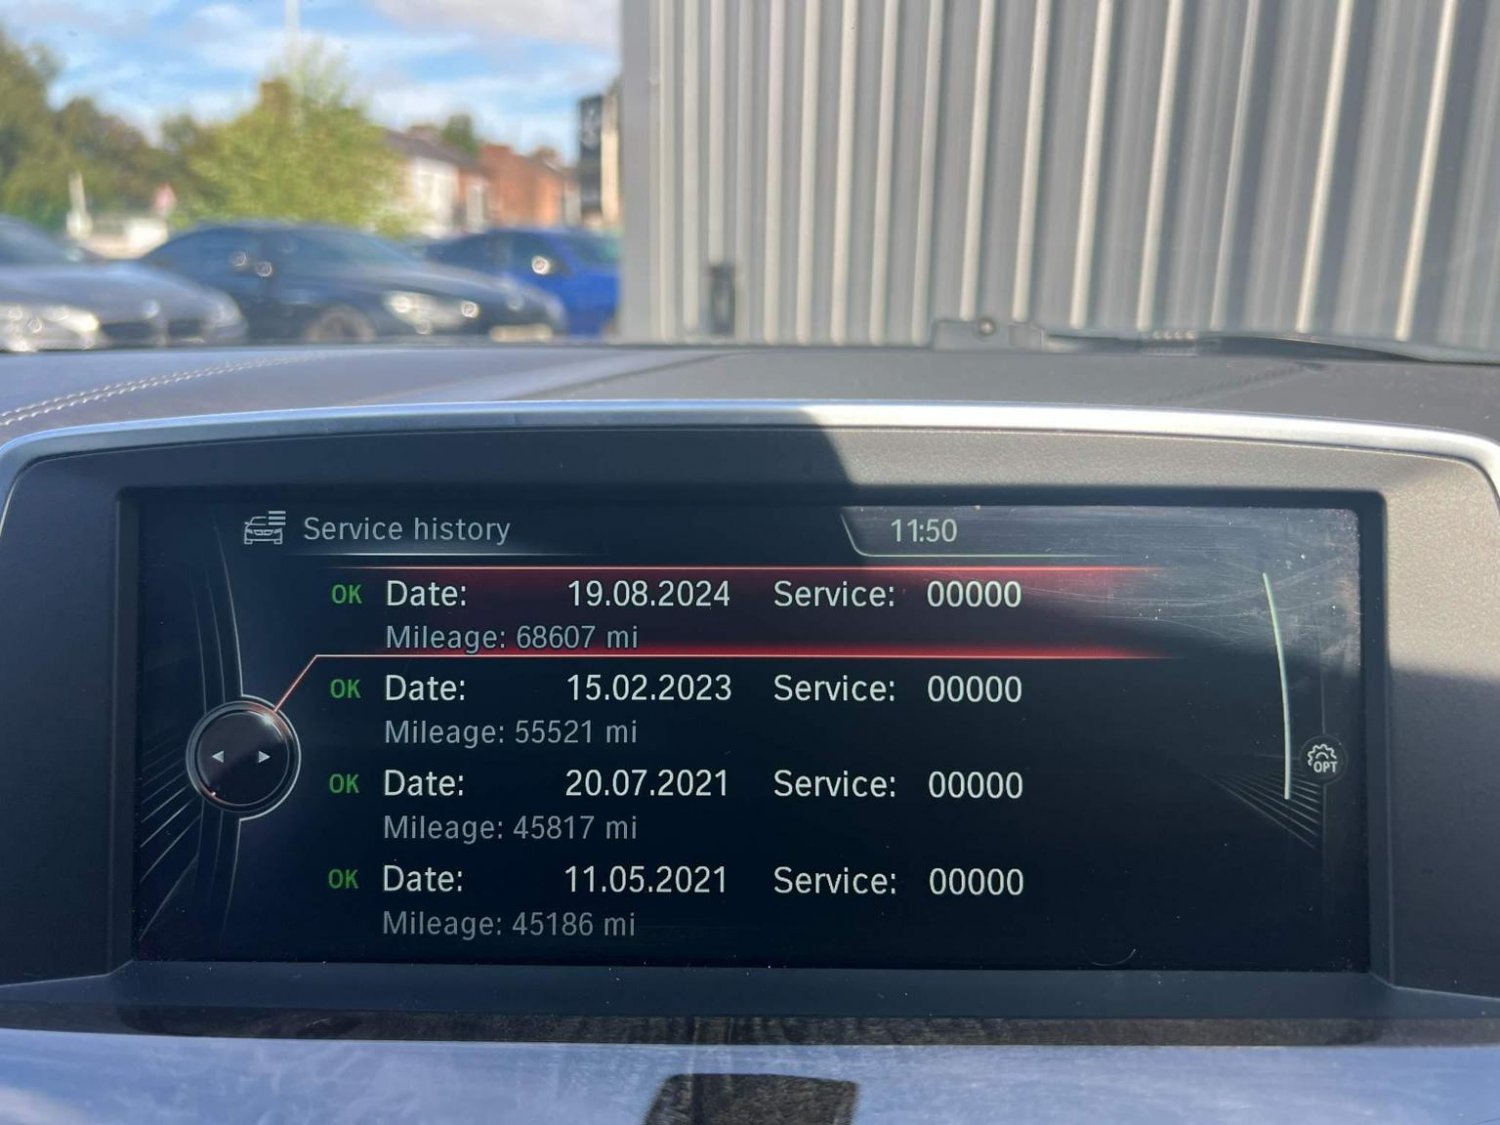 Service history 11:50
OK Date: 19.08.2024 Service: 00000
Mileage: 68607 mi
OK Date: 15.02.2023 Service: 00000
Mileage: 55521 mi
OK Date: 20.07.2021 Service: 00000
Mileage: 45817 mi
OPT
OK Date: 11.05.2021 Service: 00000
Mileage: 45186 mi